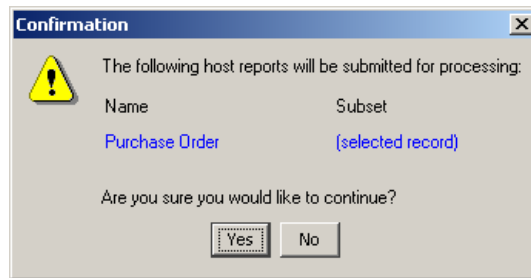 Confirmation
The following host reports will be submitted for processing:
Name Subset
Purchase Order (selected record)
Are you sure you would like to continue?
Yes No